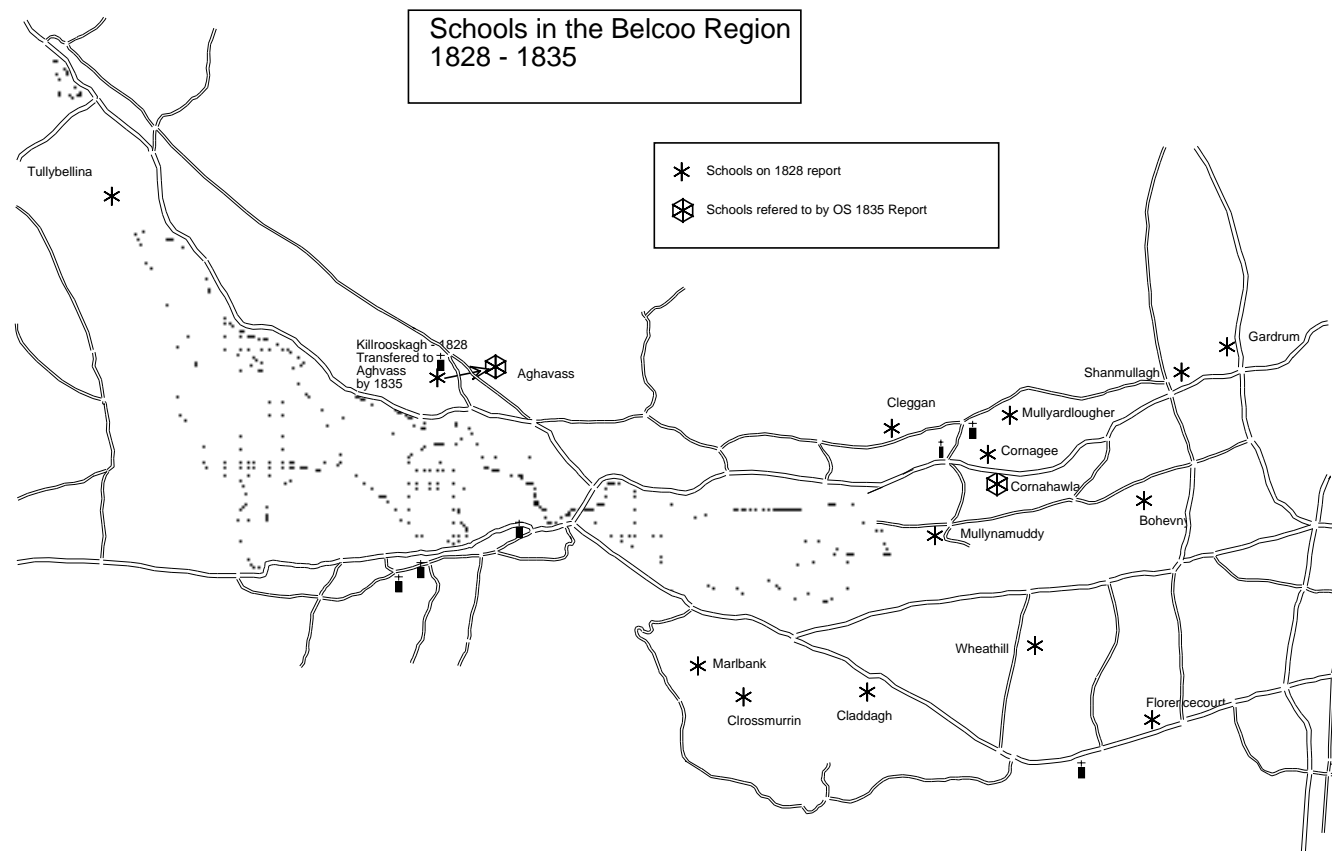 Schools in the Belcoo Region
1828 - 1835
Schools on 1828 report
Schools refered to by OS 1835 Report
Tullybellina
Killrooskagh - 1828
Transfered to
Aghvass
by 1835
Aghavass
Gardrum
Shanmullagh
Cleggan
Mullyardlougher
Cornagee
Cornahawla
Bohevny
Mullynamuddy
Wheathill
Marlbank
Clrossmurrin
Claddagh
Florencecourt